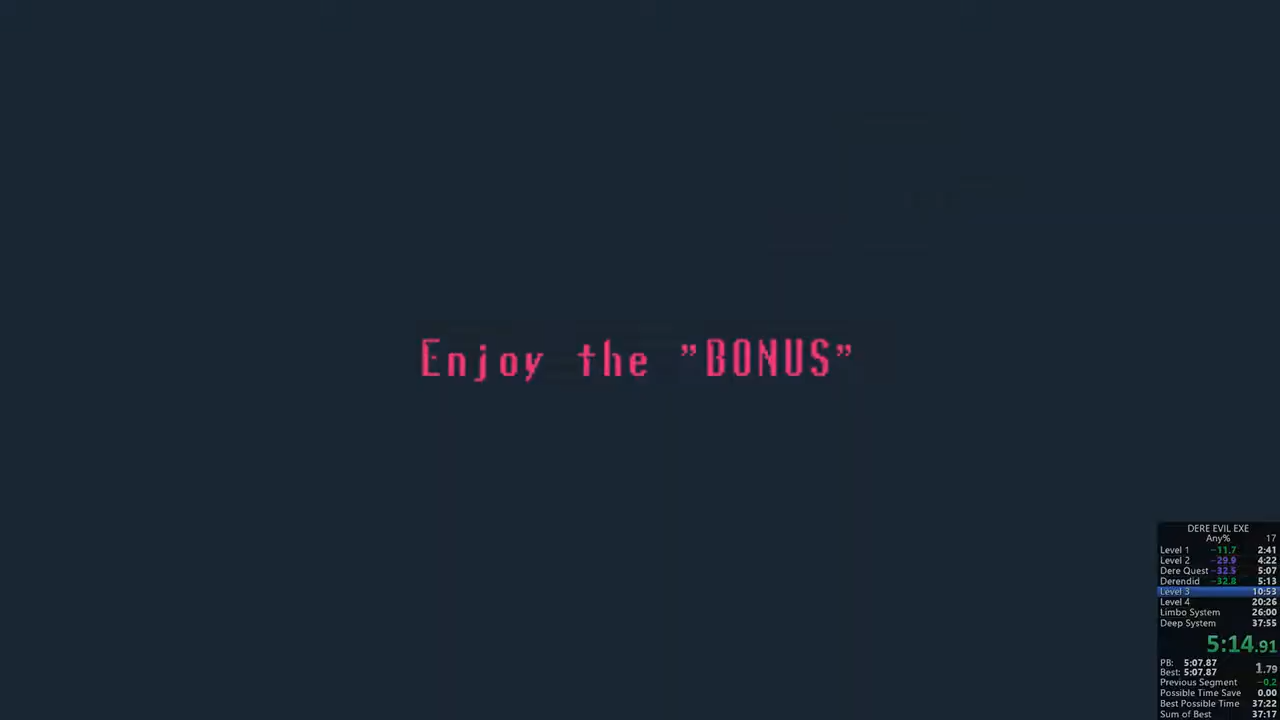 Enjoy the "BONUS"
DERE EVIL EXE
Any% 17
Level 1 -11.7 2:41
Level 2 -29.9 4:22
Dere Quest -32.5 5:07
Derendid -32.8 5:13
Level 3 10:53
Level 4 20:26
Limbo System 26:00
Deep System 37:55
5:14.91
PB: 5:07.87 1.79
Best: 5:07.87
Previous Segment -0.2
Possible Time Save 0.00
Best Possible Time 37:22
Sum of Best 37:17